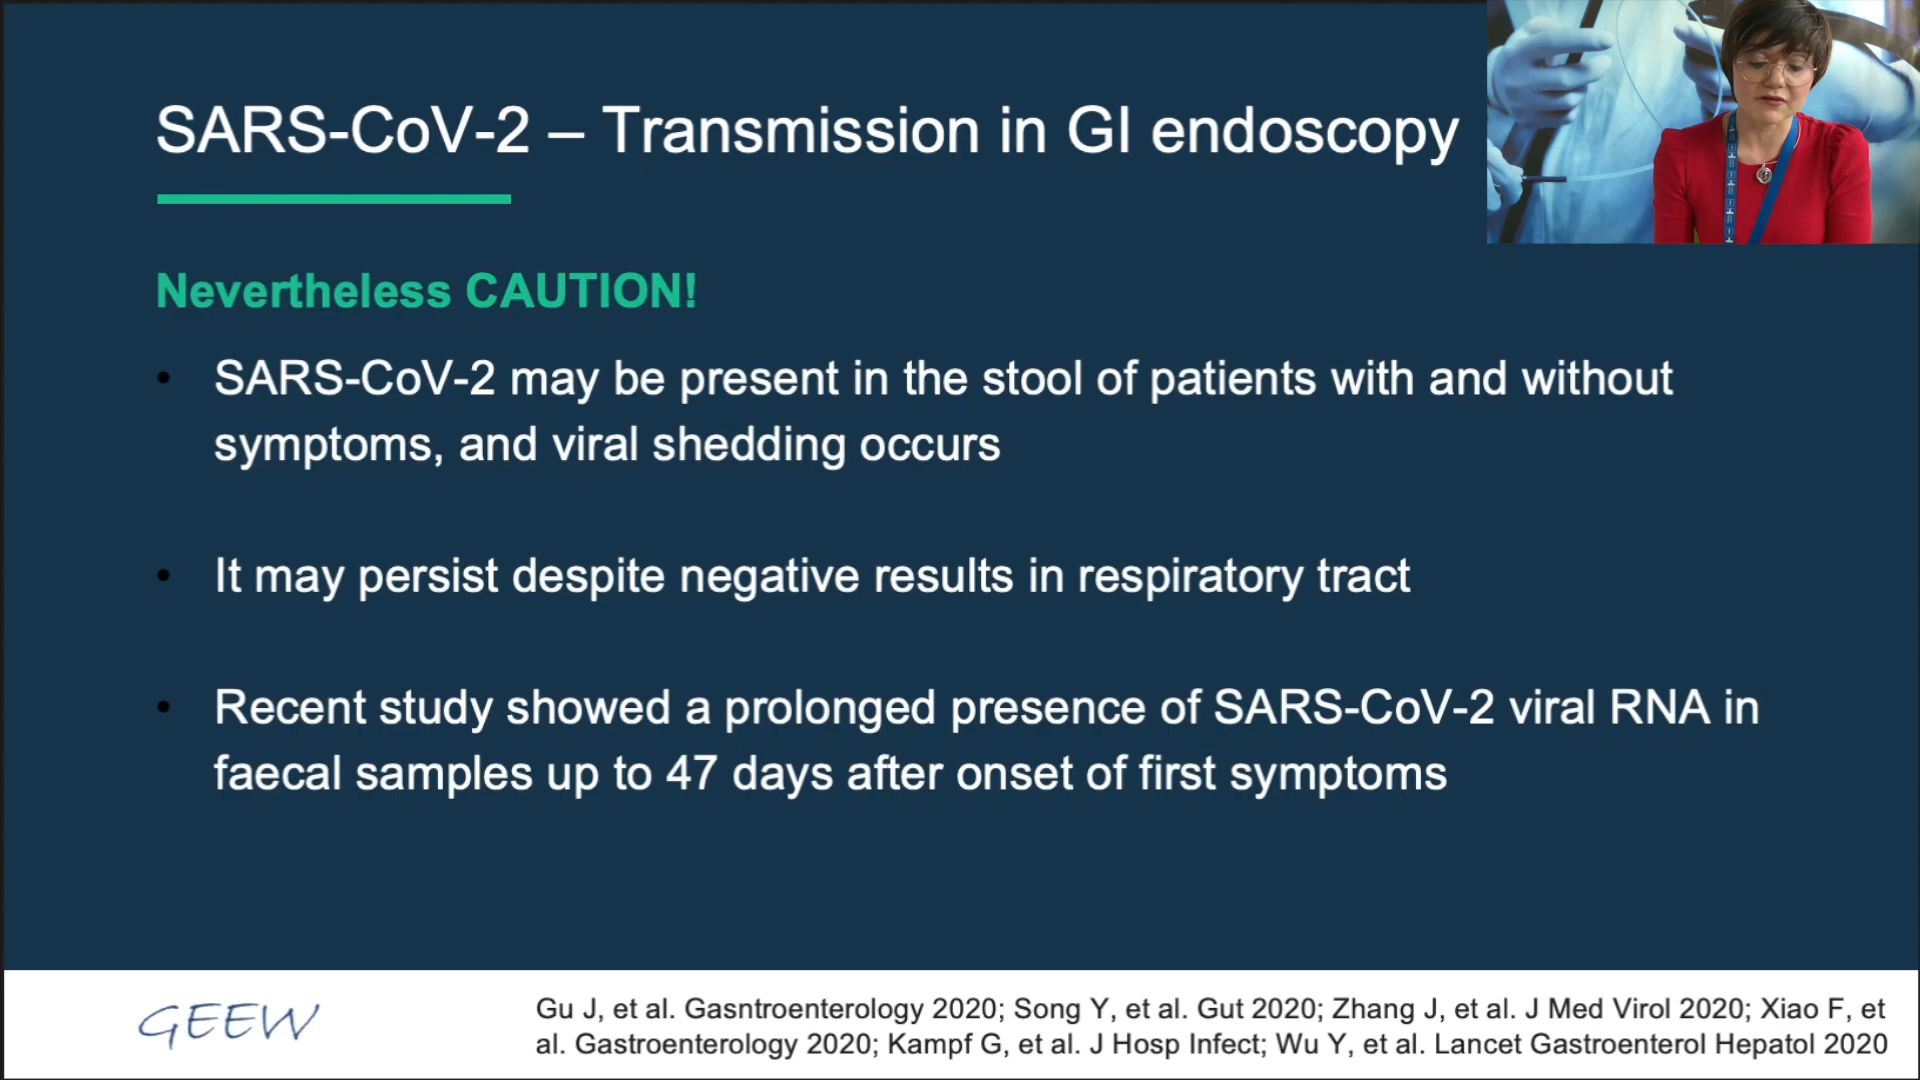 SARS-CoV-2 – Transmission in GI endoscopy
Nevertheless CAUTION!
• SARS-CoV-2 may be present in the stool of patients with and without
symptoms, and viral shedding occurs
• It may persist despite negative results in respiratory tract
• Recent study showed a prolonged presence of SARS-CoV-2 viral RNA in
faecal samples up to 47 days after onset of first symptoms
GEEW
Gu J, et al. Gasntroenterology 2020; Song Y, et al. Gut 2020; Zhang J, et al. J Med Virol 2020; Xiao F, et
al. Gastroenterology 2020; Kampf G, et al. J Hosp Infect; Wu Y, et al. Lancet Gastroenterol Hepatol 2020